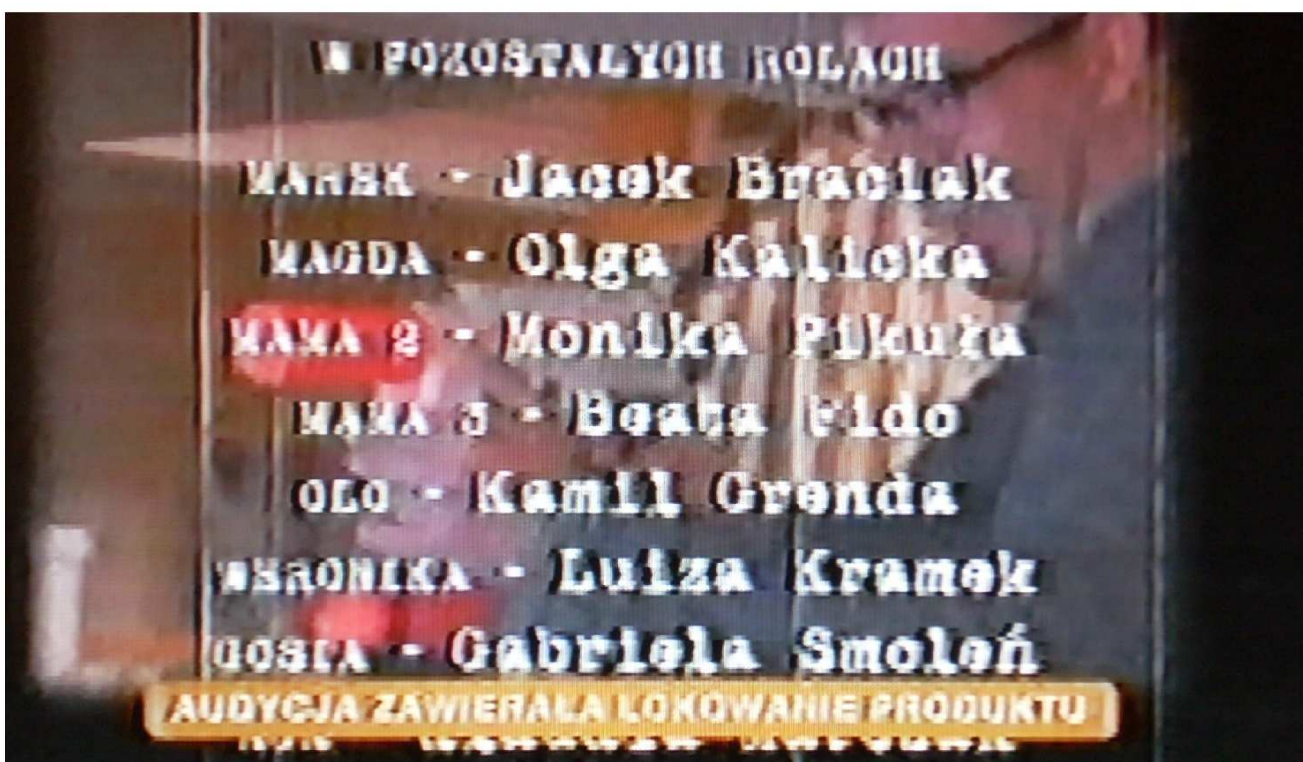 W POZOSTAŁYCH ROLACH
MAREK - Jacek Braciak
MAGDA - Olga Kalicka
MAMA 2 - Monika Pikuła
MAMA 3 - Beata Fido
OLO - Kamil Grenda
WERONIKA - Luiza Kramek
GOSIA - Gabriela Smoleń
AUDYCJA ZAWIERAŁA LOKOWANIE PRODUKTU